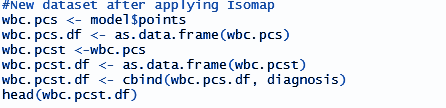 #New dataset after applying Isomap
wbc.pcs <- model$points
wbc.pcs.df <- as.data.frame(wbc.pcs)
wbc.pcst <-wbc.pcs
wbc.pcst.df <- as.data.frame(wbc.pcst)
wbc.pcst.df <- cbind(wbc.pcs.df, diagnosis)
head(wbc.pcst.df)